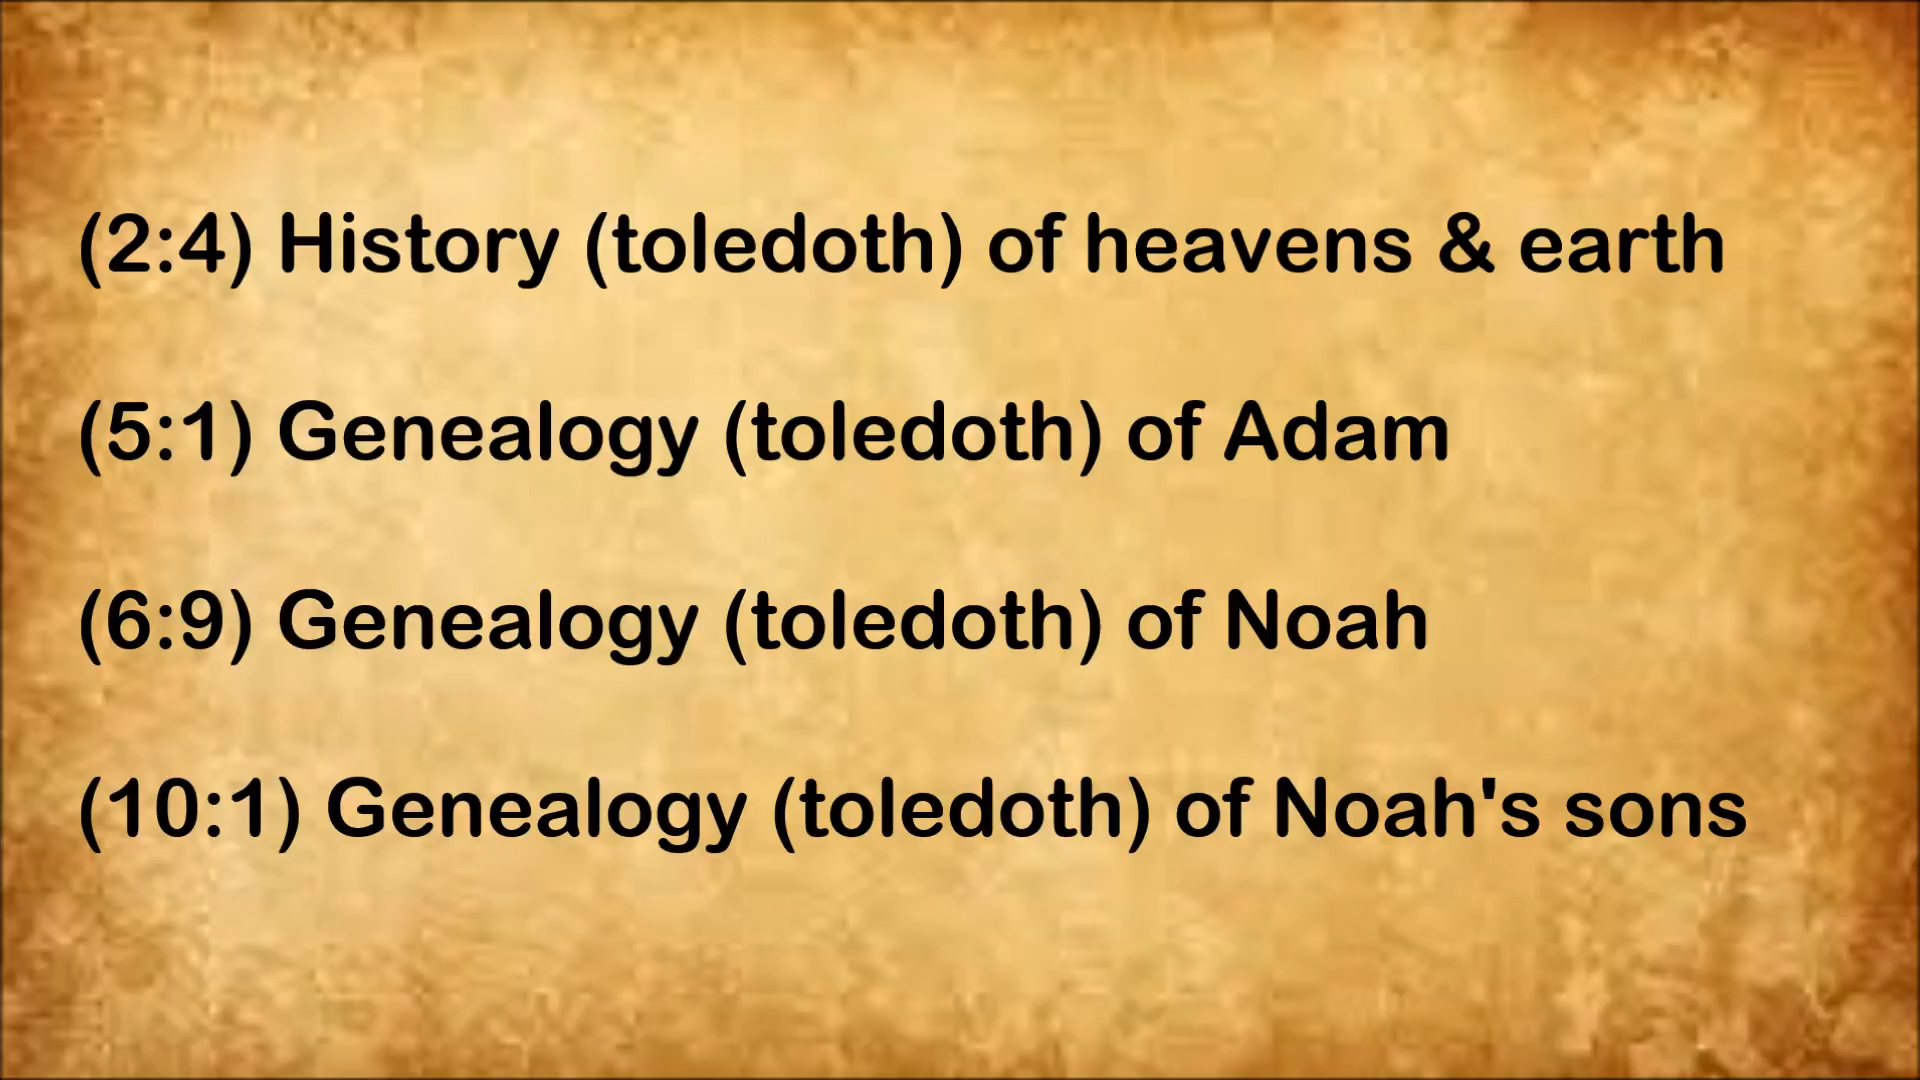 (2:4) History (toledoth) of heavens & earth
(5:1) Genealogy (toledoth) of Adam
(6:9) Genealogy (toledoth) of Noah
(10:1) Genealogy (toledoth) of Noah's sons